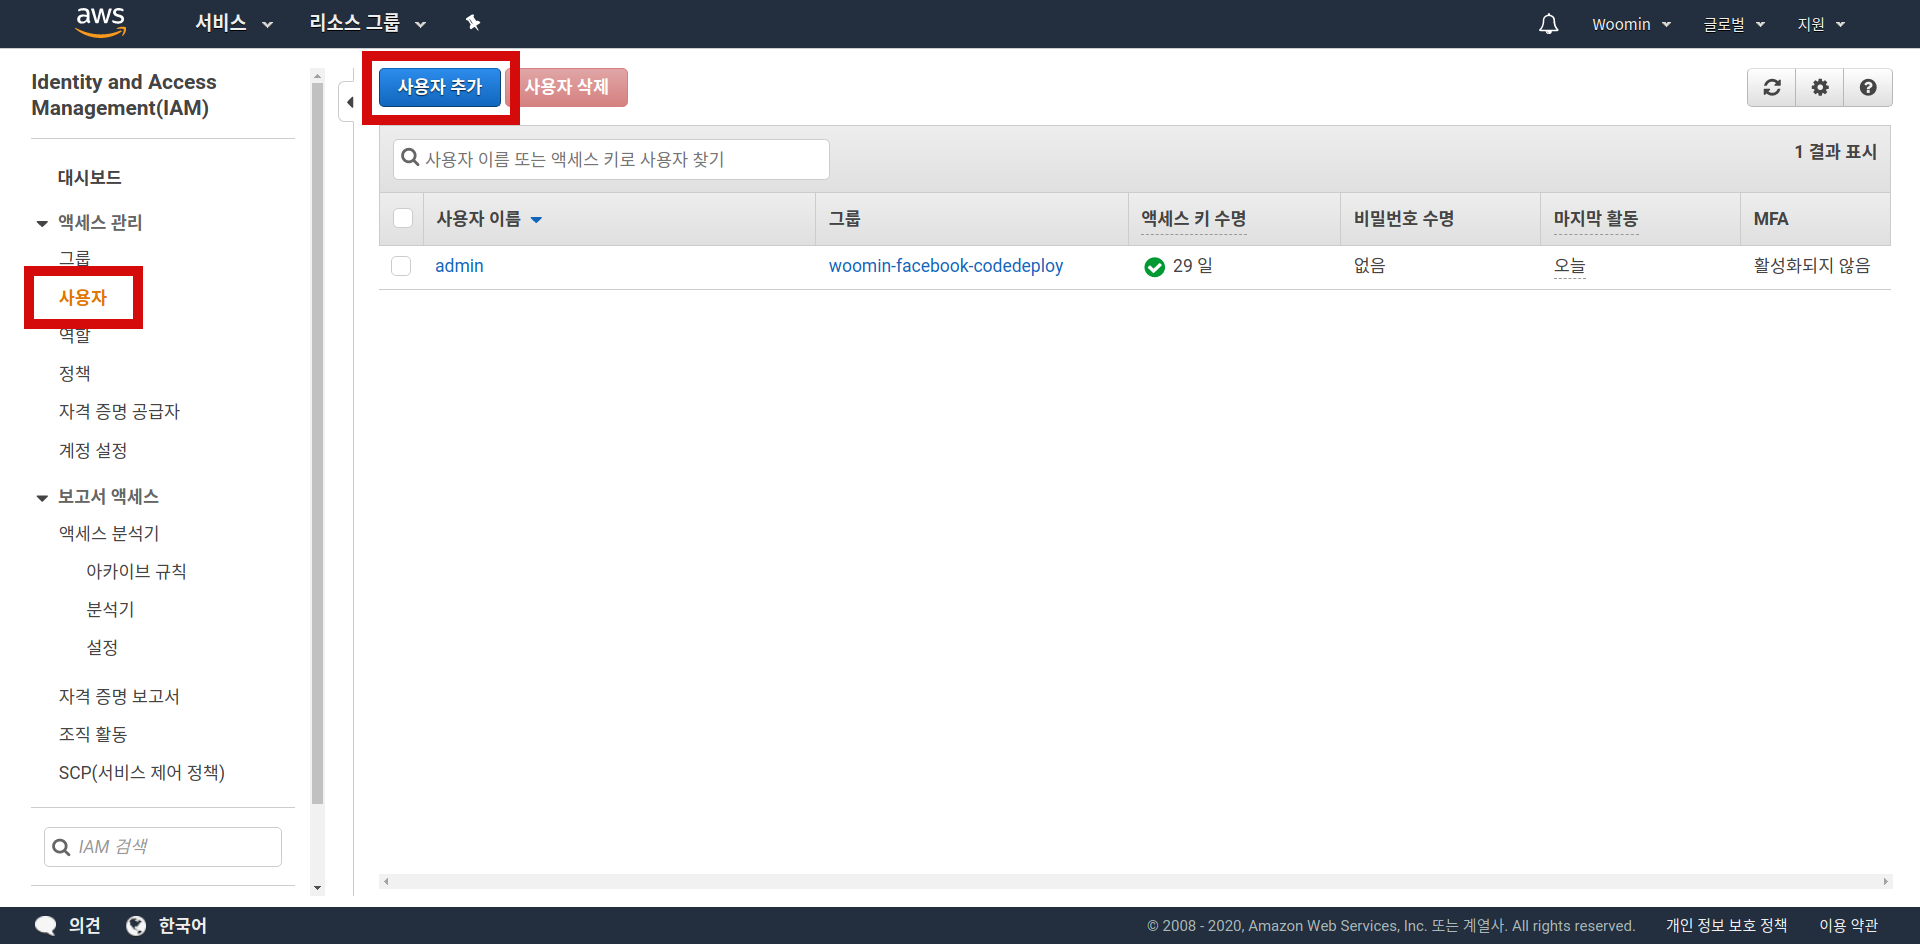 aws
서비스
리소스 그룹
Woomin
글로벌
지원
Identity and Access
Management(IAM)
대시보드
액세스 관리
그룹
사용자
역할
정책
자격 증명 공급자
계정 설정
보고서 액세스
액세스 분석기
아카이브 규칙
분석기
설정
자격 증명 보고서
조직 활동
SCP(서비스 제어 정책)
IAM 검색
사용자 추가
사용자 삭제
사용자 이름 또는 액세스 키로 사용자 찾기
1 결과 표시
사용자 이름 그룹 액세스 키 수명 비밀번호 수명 마지막 활동 MFA
admin woomin-facebook-codedeploy 29 일 없음 오늘 활성화되지 않음
의견
한국어
© 2008 - 2020, Amazon Web Services, Inc. 또는 계열사. All rights reserved.
개인 정보 보호 정책
이용 약관